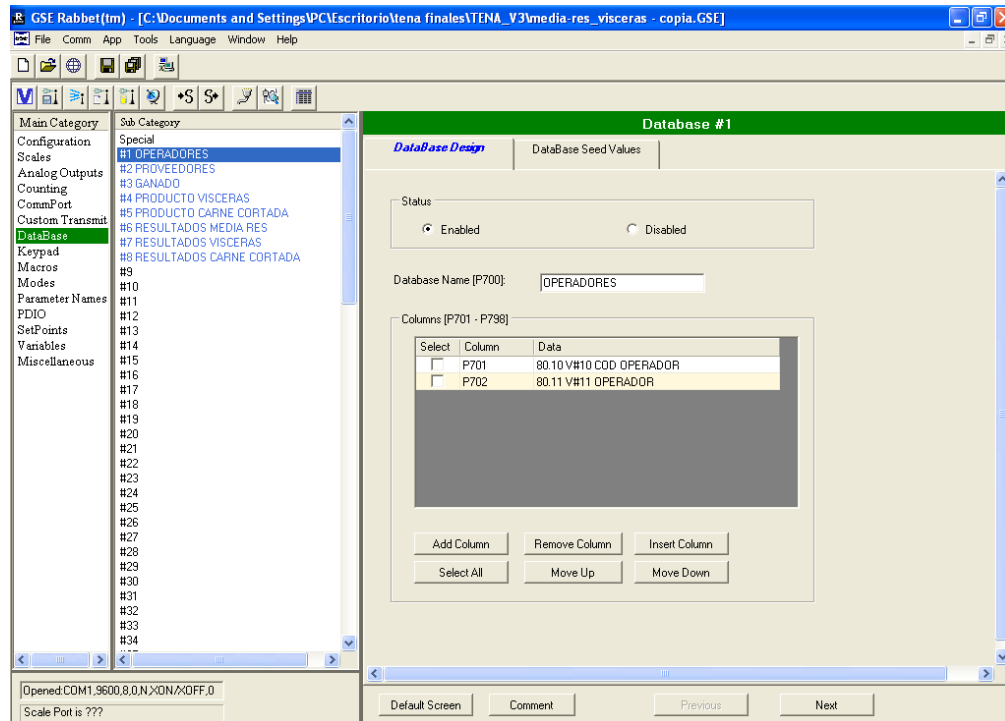 GSE Rabbet(tm) - [C:\Documents and Settings\PC\Escritorio\tena finales\TENA_V3\media-res_visceras - copia.GSE]
File Comm App Tools Language Window Help
Main Category
Configuration
Scales
Analog Outputs
Counting
CommPort
Custom Transmit
DataBase
Keypad
Macros
Modes
Parameter Names
PDIO
SetPoints
Variables
Miscellaneous
Sub Category
Special
#1 OPERADORES
#2 PROVEEDORES
#3 GANADO
#4 PRODUCTO VISCERAS
#5 PRODUCTO CARNE CORTADA
#6 RESULTADOS MEDIA RES
#7 RESULTADOS VISCERAS
#8 RESULTADOS CARNE CORTADA
#9
#10
#11
#12
#13
#14
#15
#16
#17
#18
#19
#20
#21
#22
#23
#24
#25
#26
#27
#28
#29
#30
#31
#32
#33
#34
Database #1
DataBase Design DataBase Seed Values
Status
Enabled Disabled
Database Name [P700]: OPERADORES
Columns [P701 - P798]
Select Column Data
P701 80.10 V#10 COD OPERADOR
P702 80.11 V#11 OPERADOR
Add Column Remove Column Insert Column
Select All Move Up Move Down
Default Screen Comment Previous Next
Opened:COM1,9600,8,0,N,XON/XOFF,0
Scale Port is ???